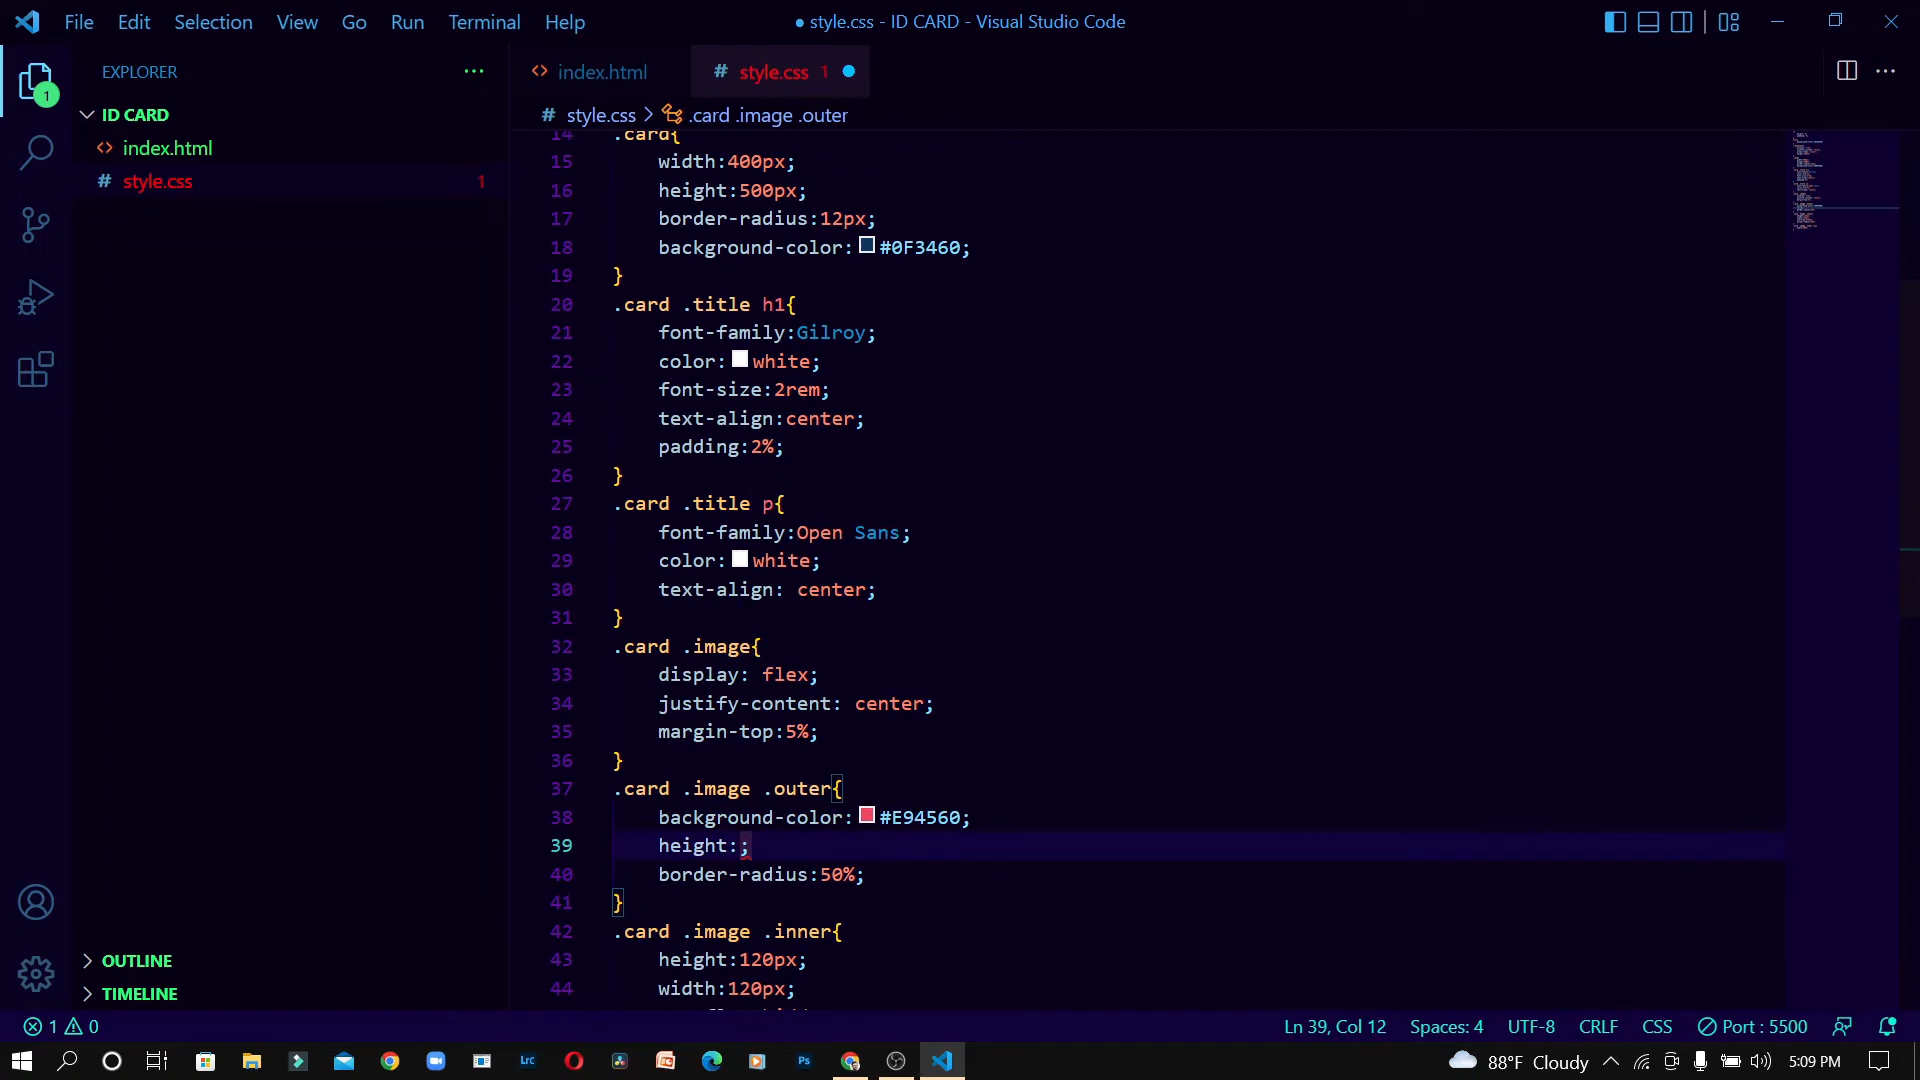 File Edit Selection View Go Run Terminal Help
● style.css - ID CARD - Visual Studio Code
EXPLORER
1
ID CARD
<> index.html
# style.css 1
OUTLINE
TIMELINE
<> index.html
# style.css 1
# style.css > .card .image .outer
14 .card{
15 width:400px;
16 height:500px;
17 border-radius:12px;
18 background-color: #0F3460;
19 }
20 .card .title h1{
21 font-family:Gilroy;
22 color: white;
23 font-size:2rem;
24 text-align:center;
25 padding:2%;
26 }
27 .card .title p{
28 font-family:Open Sans;
29 color: white;
30 text-align: center;
31 }
32 .card .image{
33 display: flex;
34 justify-content: center;
35 margin-top:5%;
36 }
37 .card .image .outer{
38 background-color: #E94560;
39 height:;
40 border-radius:50%;
41 }
42 .card .image .inner{
43 height:120px;
44 width:120px;
1 0
Ln 39, Col 12 Spaces: 4 UTF-8 CRLF CSS Port : 5500
Lrc Ps 88°F Cloudy 5:09 PM